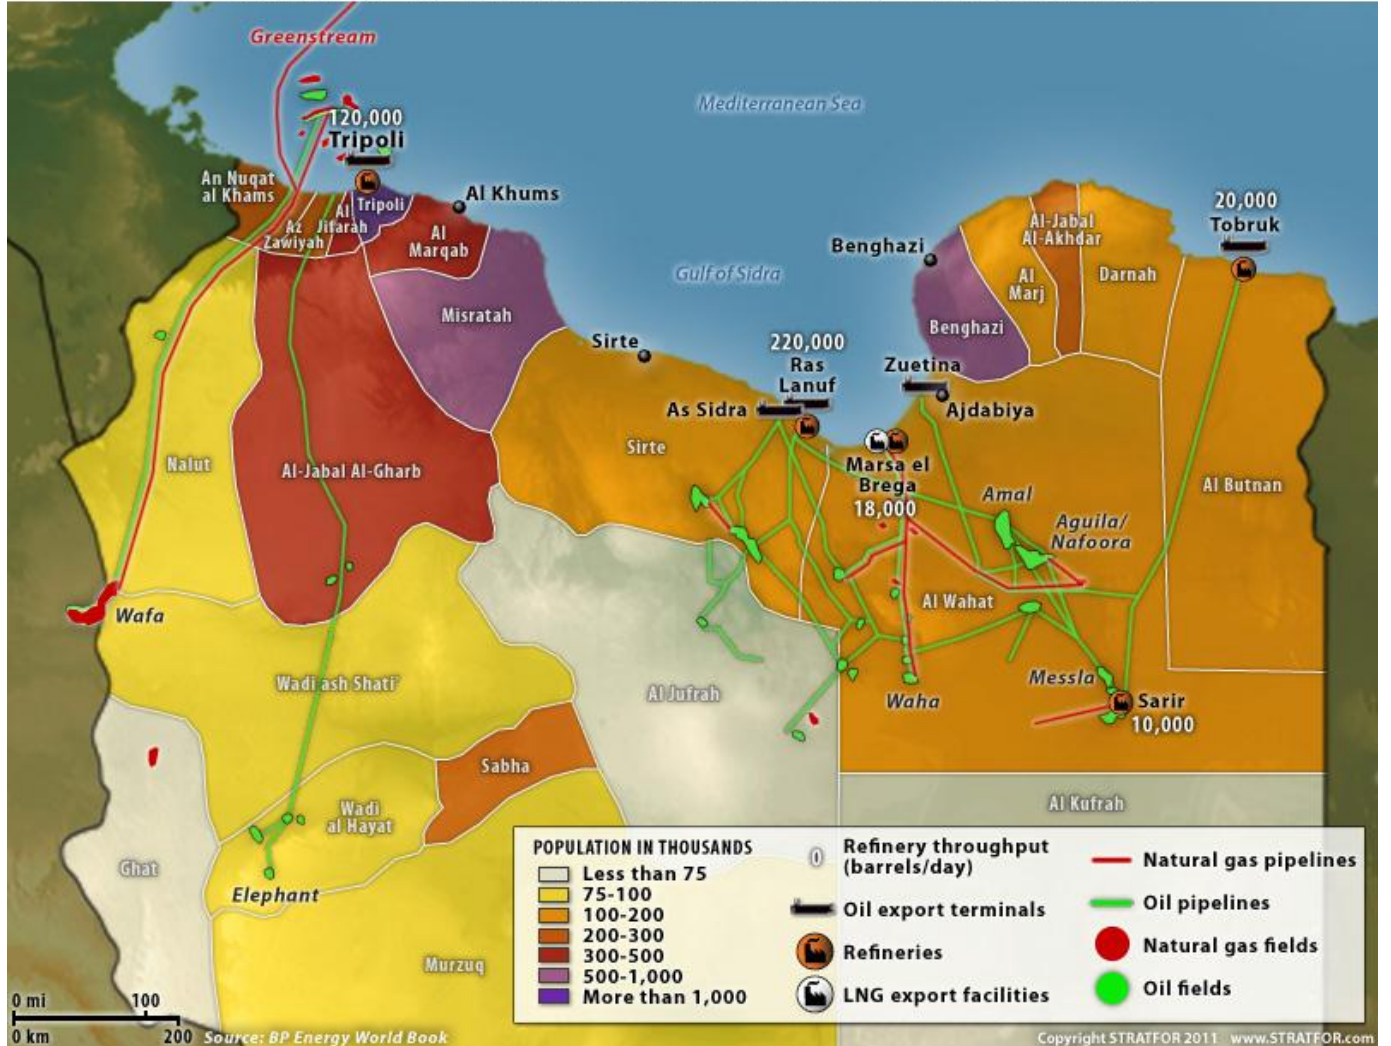 Greenstream
Mediterranean Sea
120,000
Tripoli
An Nuqat
al Khams
Az
Zawiyah
Al
Jifarah
Tripoli
Al Khums
Al
Marqab
Misratah
Gulf of Sidra
Benghazi
Benghazi
Al-Jabal
Al-Akhdar
Al
Marj
Darnah
20,000
Tobruk
Sirte
220,000
Ras
Lanuf
As Sidra
Zuetina
Ajdabiya
Nalut
Al-Jabal Al-Gharb
Sirte
Marsa el
Brega
18,000
Amal
Aguila/
Nafoora
Al Butnan
Wafa
Al Wahat
Wadi ash Shati'
Al Jufrah
Waha
Messla
Sarir
10,000
Sabha
Wadi
al Hayat
Ghat
Elephant
Murzuq
Al Kufrah
POPULATION IN THOUSANDS
Less than 75
75-100
100-200
200-300
300-500
500-1,000
More than 1,000
0
Refinery throughput
(barrels/day)
Oil export terminals
Refineries
LNG export facilities
Natural gas pipelines
Oil pipelines
Natural gas fields
Oil fields
0 mi 100
0 km 200
Source: BP Energy World Book
Copyright STRATFOR 2011 www.STRATFOR.com